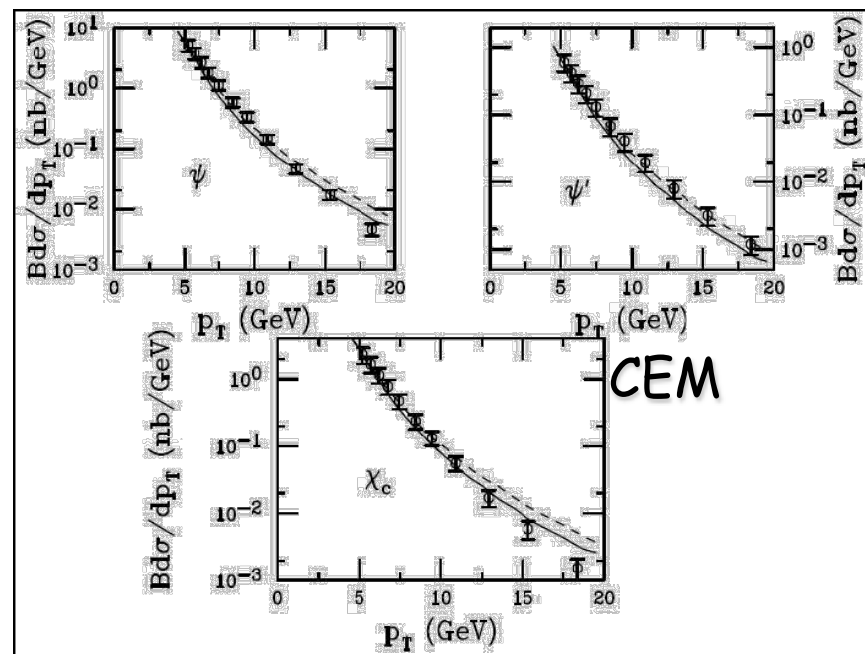 Bdσ/dp_T (nb/GeV)
10^1
10^0
10^-1
10^-2
10^-3
ψ
0 5 10 15 20
p_T (GeV)
10^0
10^-1
10^-2
10^-3
ψ'
Bdσ/dp_T (nb/GeV)
0 5 10 15 20
p_T (GeV)
Bdσ/dp_T (nb/GeV)
10^0
10^-1
10^-2
10^-3
χ_c
0 5 10 15 20
p_T (GeV)
CEM